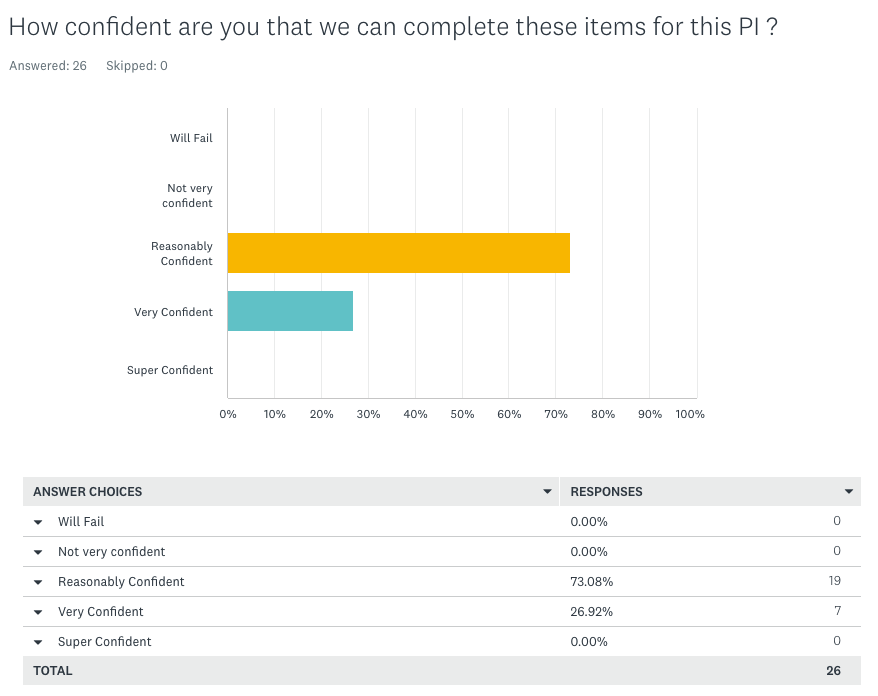 How confident are you that we can complete these items for this PI ?
Answered: 26 Skipped: 0
Will Fail
Not very
confident
Reasonably
Confident
Very Confident
Super Confident
0% 10% 20% 30% 40% 50% 60% 70% 80% 90% 100%
ANSWER CHOICES RESPONSES
Will Fail 0.00% 0
Not very confident 0.00% 0
Reasonably Confident 73.08% 19
Very Confident 26.92% 7
Super Confident 0.00% 0
TOTAL 26